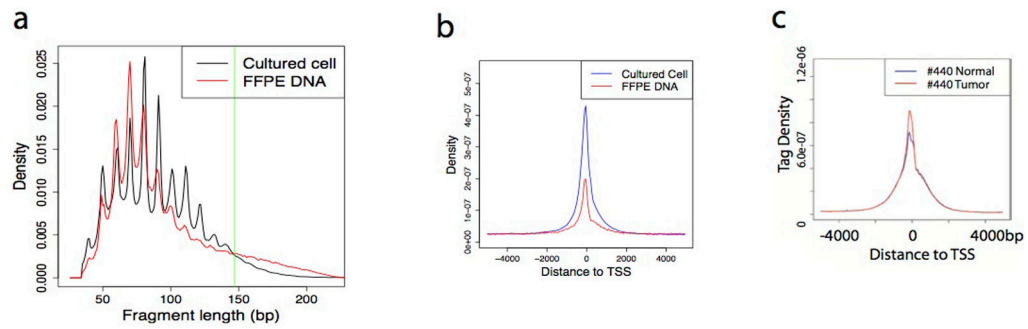 a
Density
0.000 0.005 0.010 0.015 0.020 0.025
Cultured cell
FFPE DNA
50 100 150 200
Fragment length (bp)
b
Density
0e+00 1e-07 2e-07 3e-07 4e-07 5e-07
Cultured Cell
FFPE DNA
-4000 -2000 0 2000 4000
Distance to TSS
c
Tag Density
0 6.0e-07 1.2e-06
#440 Normal
#440 Tumor
-4000 0 4000bp
Distance to TSS